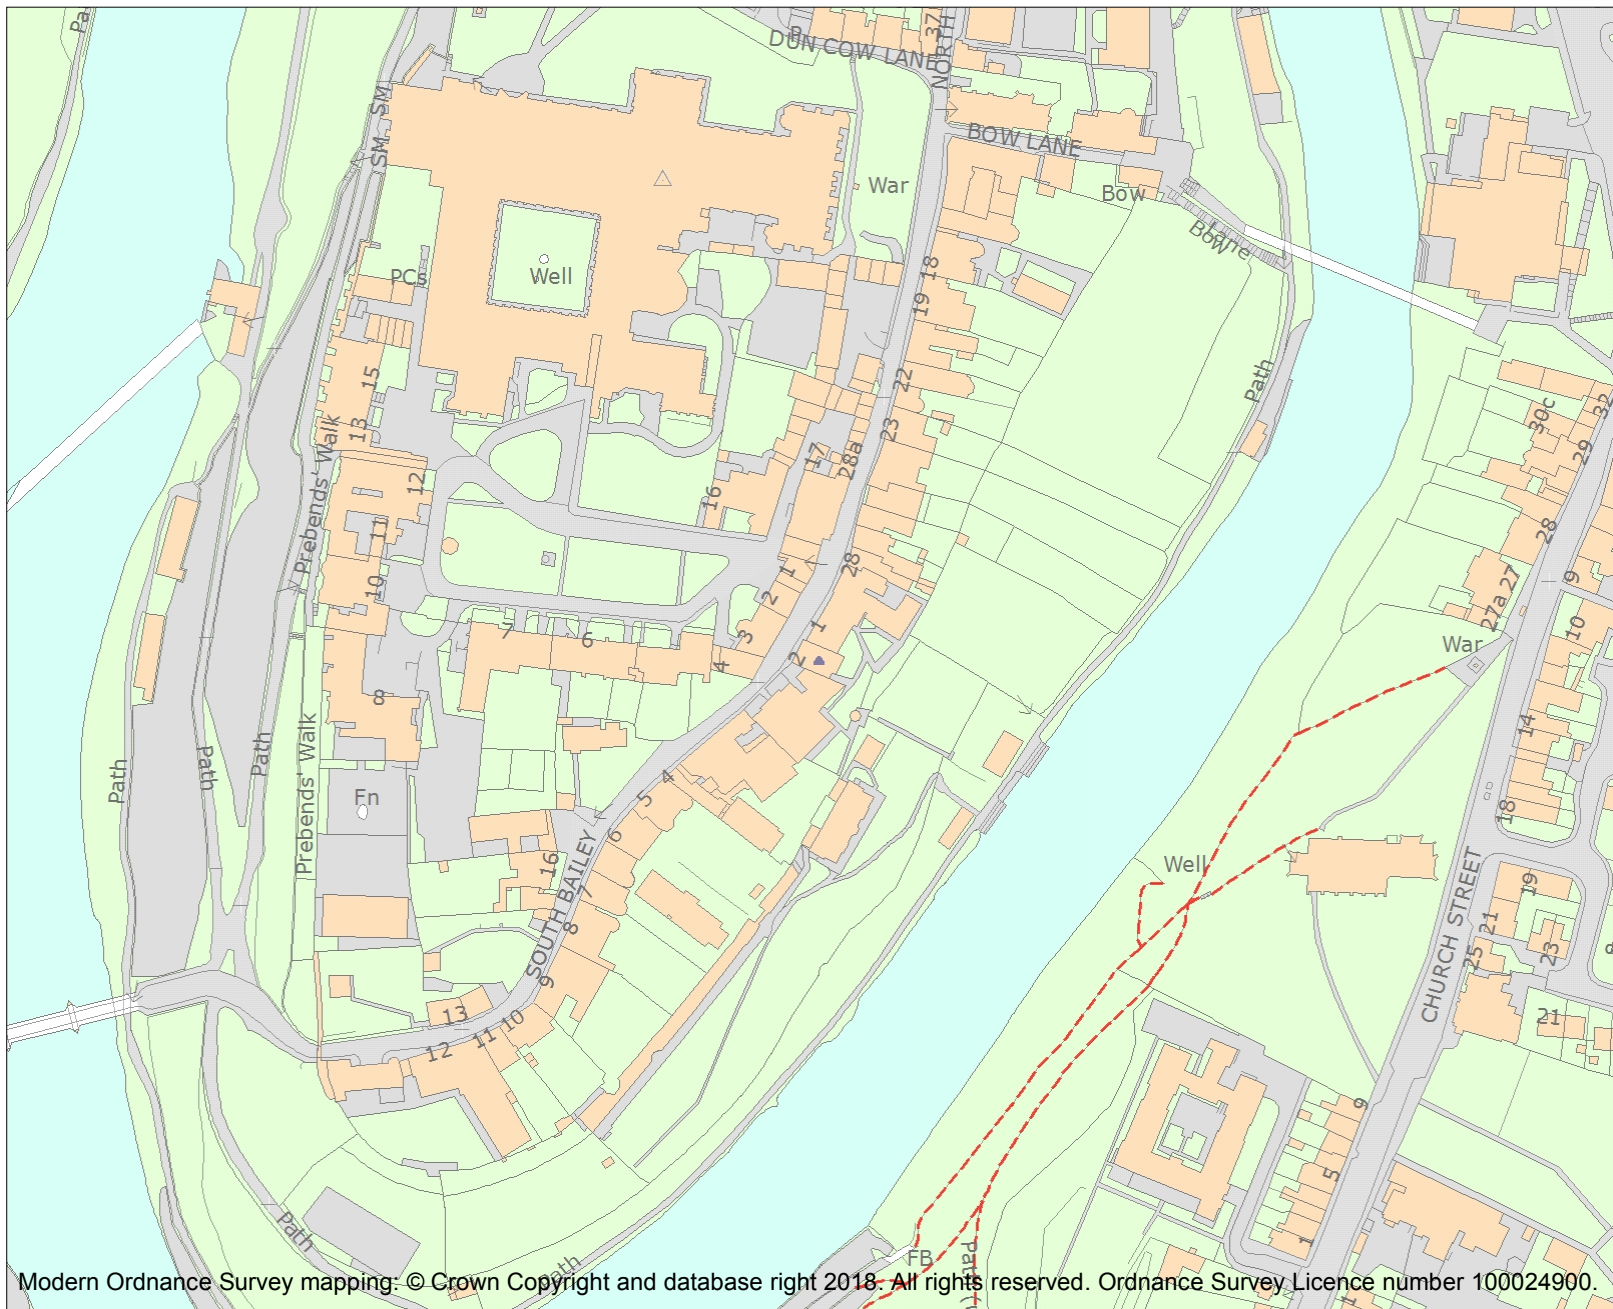 Pa
P
37
DUN COW LANE
NORTH
SM
SM
BOW LANE
War
Bow
Lane
Bow
PCs
Well
18
19
15
22
30c
32
Path
13
23
29
17
28a
Prebends' Walk
12
16
28
11
28
1
9
10
2
27
27a
10
7
6
3
1
War
4
2
8
14
Path
Path
Path
Prebends' Walk
4
Fn
5
18
6
Well
16
SOUTH BAILEY
7
19
8
21
CHURCH STREET
23
25
9
13
10
21
11
12
9
5
Path
1
FB
Path
1
Modern Ordnance Survey mapping: © Crown Copyright and database right 2018. All rights reserved. Ordnance Survey Licence number 100024900.